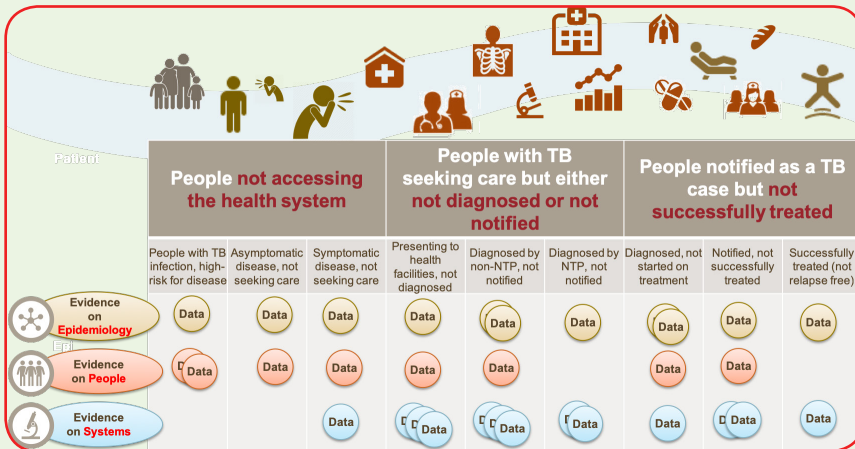 Patient
People not accessing
the health system
People with TB
seeking care but either
not diagnosed or not
notified
People notified as a TB
case but not
successfully treated
People with TB
infection, high-
risk for disease
Asymptomatic
disease, not
seeking care
Symptomatic
disease, not
seeking care
Presenting to
health
facilities, not
diagnosed
Diagnosed by
non-NTP, not
notified
Diagnosed by
NTP, not
notified
Diagnosed, not
started on
treatment
Notified, not
successfully
treated
Successfully
treated (not
relapse free)
Evidence
on
Epidemiology
Data
Data
Data
Data
Data
Data
Data
Data
Data
Epi
Evidence
on People
D
Data
Data
Data
Data
Data
Data
Data
Evidence
on Systems
Data
D
D
Data
D
D
Data
D
Data
Data
D
Data
Data